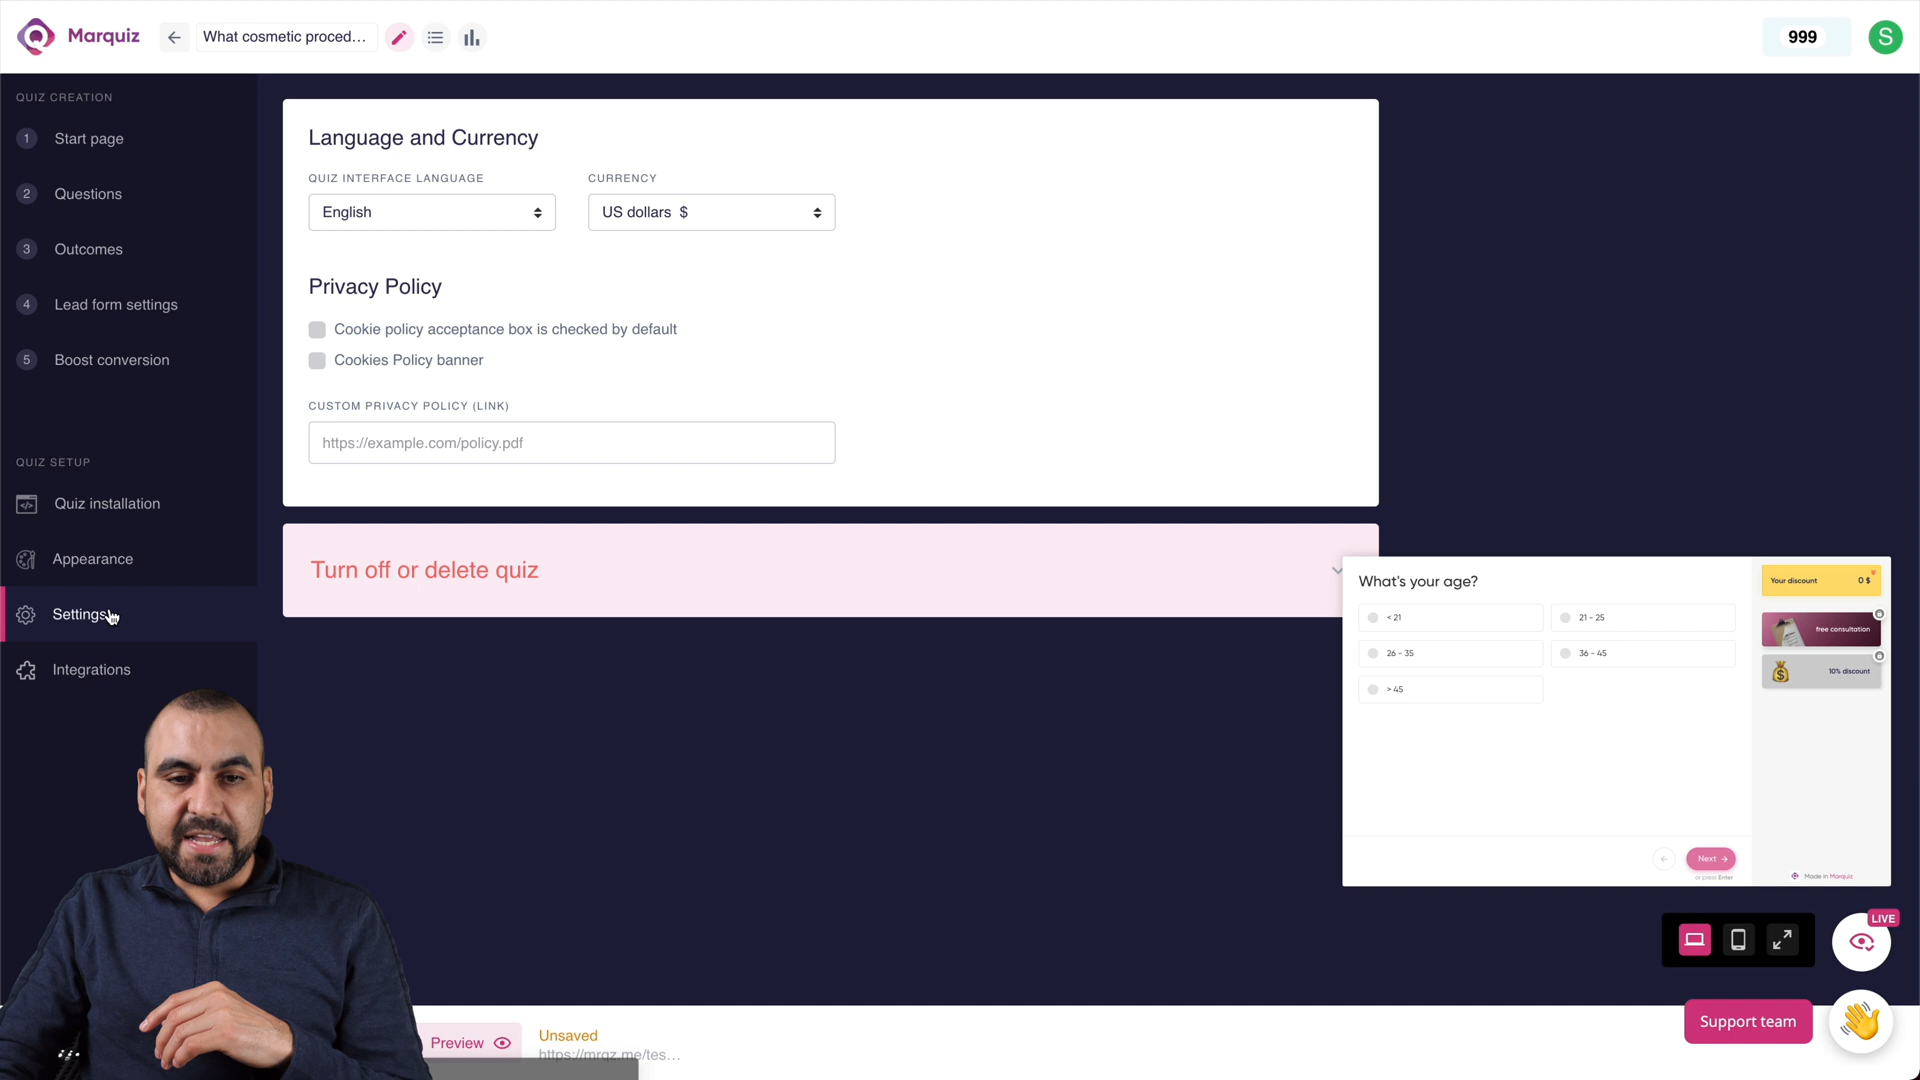 Marquiz
What cosmetic proced...
999
S
QUIZ CREATION
1 Start page
2 Questions
3 Outcomes
4 Lead form settings
5 Boost conversion
QUIZ SETUP
Quiz installation
Appearance
Settings
Integrations
Language and Currency
QUIZ INTERFACE LANGUAGE
CURRENCY
English
US dollars $
Privacy Policy
Cookie policy acceptance box is checked by default
Cookies Policy banner
CUSTOM PRIVACY POLICY (LINK)
https://example.com/policy.pdf
Turn off or delete quiz
What's your age?
< 21
21 - 25
26 - 35
36 - 45
> 45
Next →
or press Enter
Your discount 0 $
free consultation
10% discount
Made in Marquiz
LIVE
Support team
Preview
Unsaved
https://mrqz.me/tes...